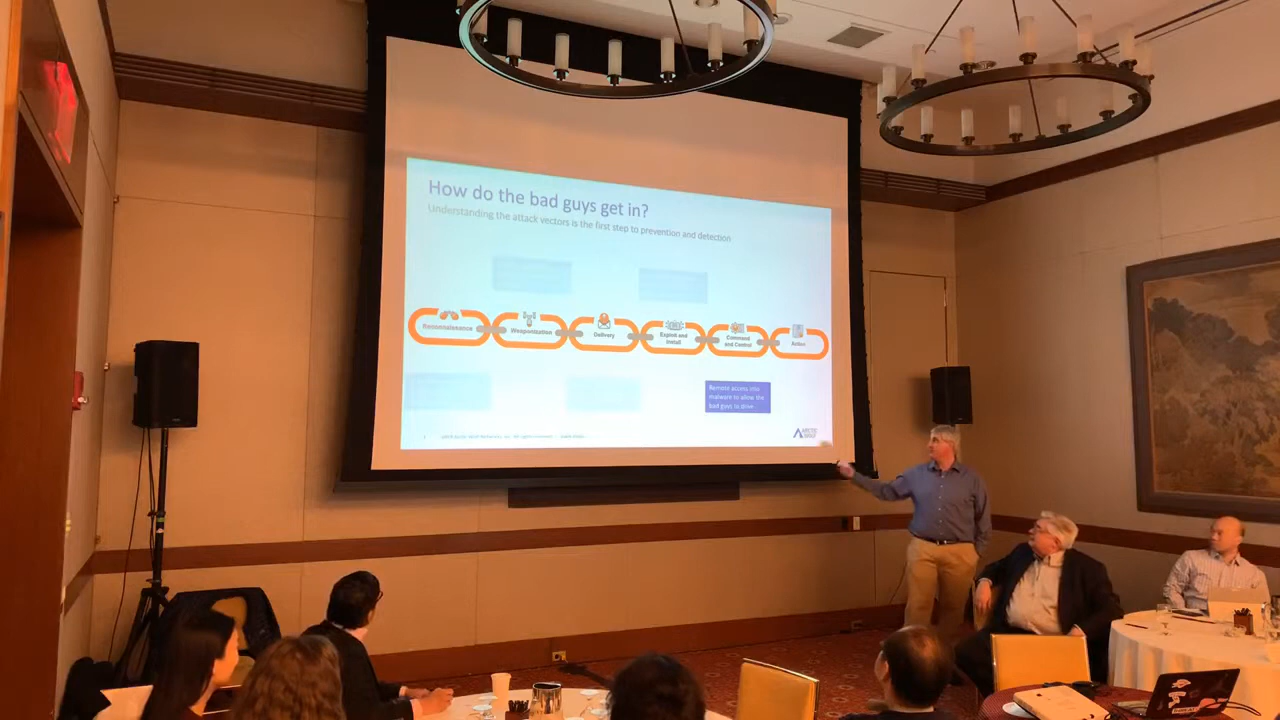 How do the bad guys get in?
Understanding the attack vectors is the first step to prevention and detection
Reconnaissance
Weaponization
Delivery
Exploit and
Install
Command
and Control
Action
Remote access into
malware to allow the
bad guys to drive
ARCTIC
WOLF